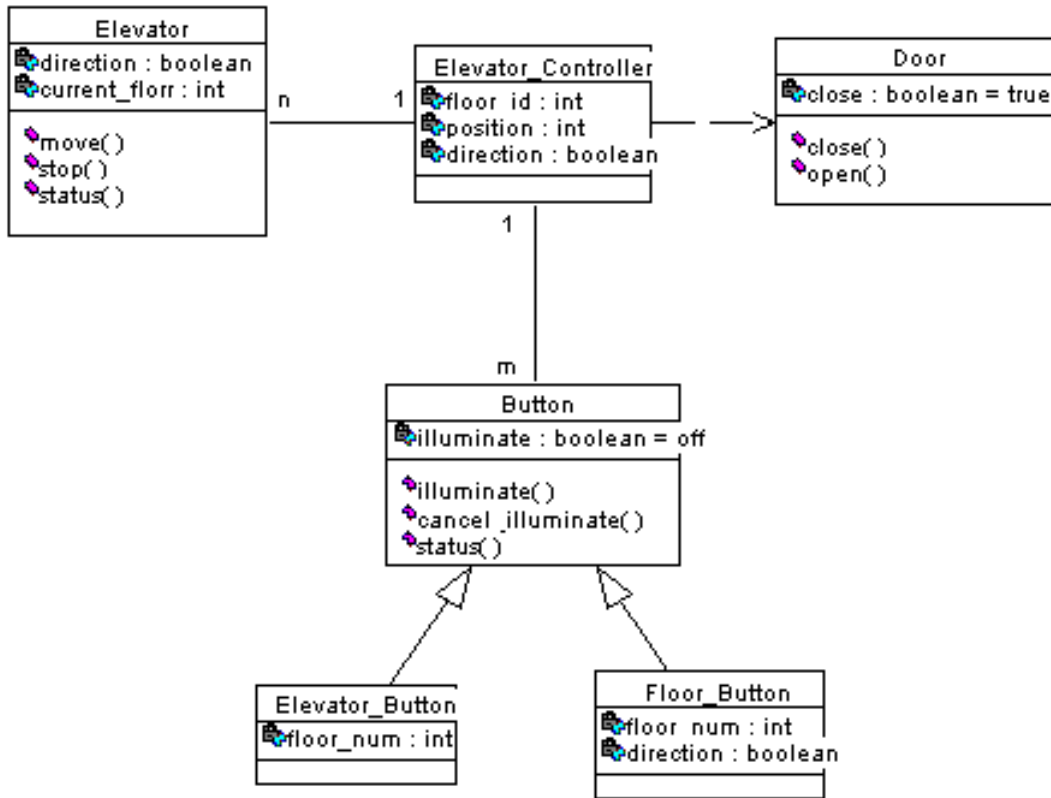 Elevator
direction : boolean
current_florr : int
move()
stop()
status()
n
1
Elevator_Controller
floor_id : int
position : int
direction : boolean
Door
close : boolean = true
close()
open()
1
m
Button
illuminate : boolean = off
illuminate()
cancel_illuminate()
status()
Elevator_Button
floor_num : int
Floor_Button
floor_num : int
direction : boolean